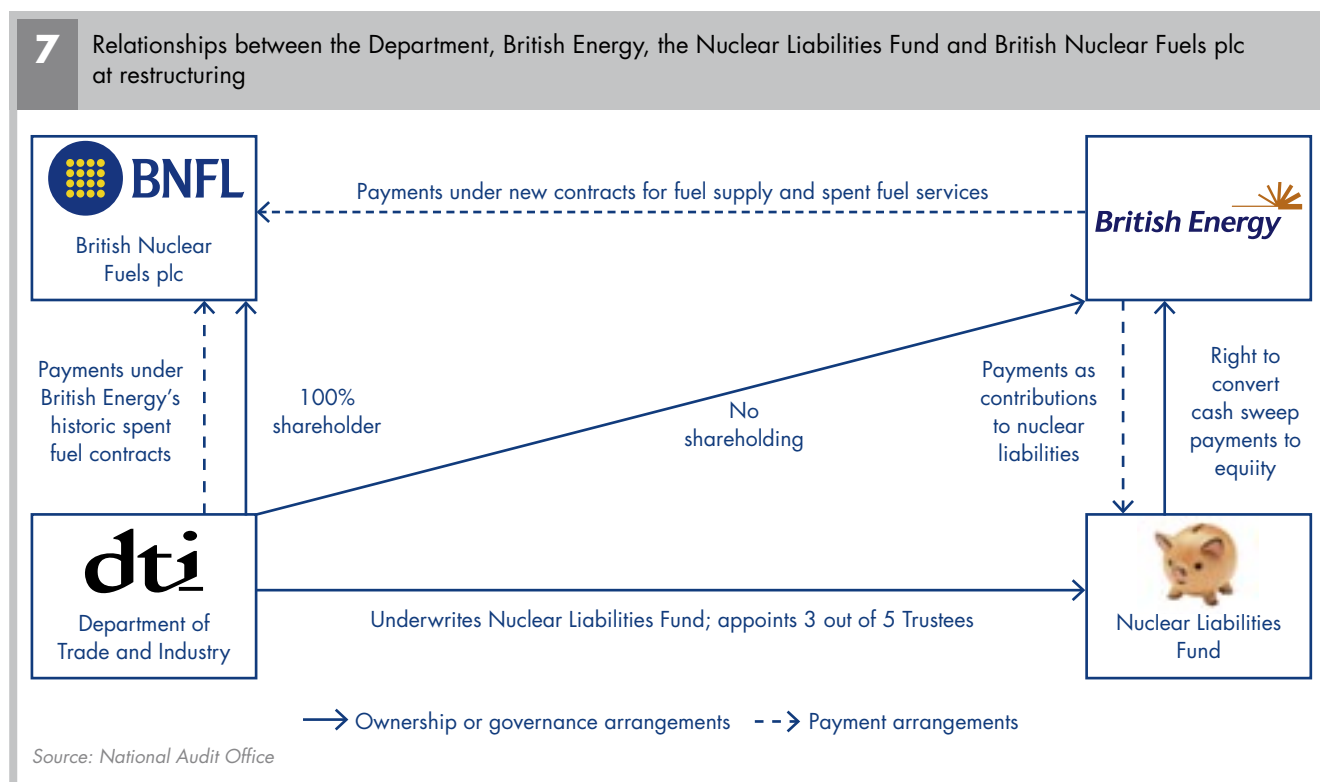 7
Relationships between the Department, British Energy, the Nuclear Liabilities Fund and British Nuclear Fuels plc
at restructuring
BNFL
British Nuclear
Fuels plc
Payments under new contracts for fuel supply and spent fuel services
British Energy
Payments under
British Energy's
historic spent
fuel contracts
100%
shareholder
No
shareholding
Payments as
contributions
to nuclear
liabilities
Right to
convert
cash sweep
payments to
equiity
dti
Department of
Trade and Industry
Underwrites Nuclear Liabilities Fund; appoints 3 out of 5 Trustees
Nuclear Liabilities
Fund
Ownership or governance arrangements
Payment arrangements
Source: National Audit Office